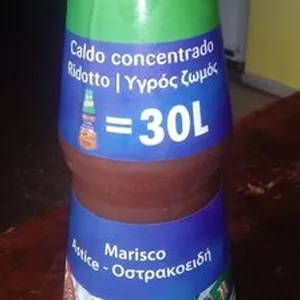 Caldo concentrado
Ridotto | Υγρός ζωμός
= 30L
Marisco
Astice - Οστρακοειδή